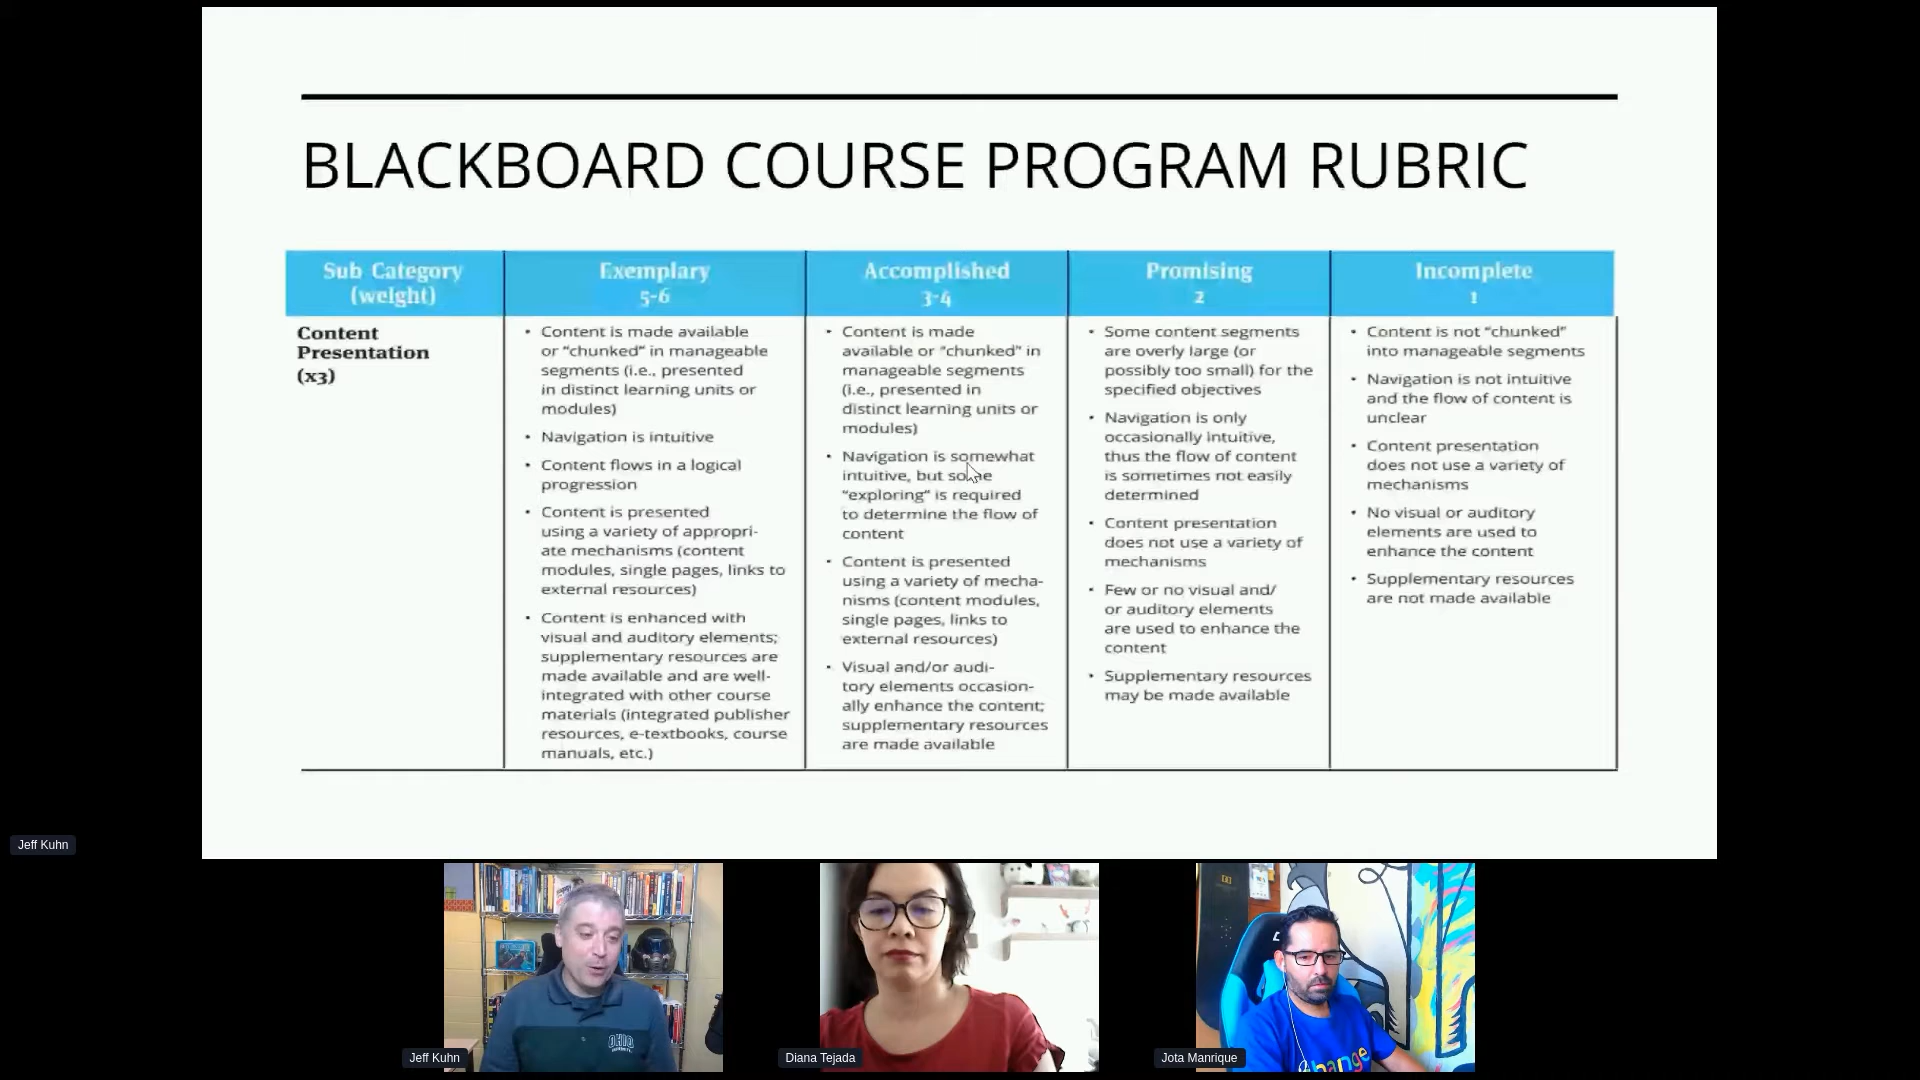 BLACKBOARD COURSE PROGRAM RUBRIC
Sub Category
(weight)
Exemplary
5-6
Accomplished
3-4
Promising
2
Incomplete
1
Content
Presentation
(x3)
• Content is made available
or “chunked” in manageable
segments (i.e., presented
in distinct learning units or
modules)
• Navigation is intuitive
• Content flows in a logical
progression
• Content is presented
using a variety of appropri-
ate mechanisms (content
modules, single pages, links to
external resources)
• Content is enhanced with
visual and auditory elements;
supplementary resources are
made available and are well-
integrated with other course
materials (integrated publisher
resources, e-textbooks, course
manuals, etc.)
• Content is made
available or “chunked” in
manageable segments
(i.e., presented in
distinct learning units or
modules)
• Navigation is somewhat
intuitive, but some
“exploring” is required
to determine the flow of
content
• Content is presented
using a variety of mecha-
nisms (content modules,
single pages, links to
external resources)
• Visual and/or audi-
tory elements occasion-
ally enhance the content;
supplementary resources
are made available
• Some content segments
are overly large (or
possibly too small) for the
specified objectives
• Navigation is only
occasionally intuitive,
thus the flow of content
is sometimes not easily
determined
• Content presentation
does not use a variety of
mechanisms
• Few or no visual and/
or auditory elements
are used to enhance the
content
• Supplementary resources
may be made available
• Content is not “chunked”
into manageable segments
• Navigation is not intuitive
and the flow of content is
unclear
• Content presentation
does not use a variety of
mechanisms
• No visual or auditory
elements are used to
enhance the content
• Supplementary resources
are not made available
Jeff Kuhn
OHIO
Jeff Kuhn
Diana Tejada
Jota Manrique